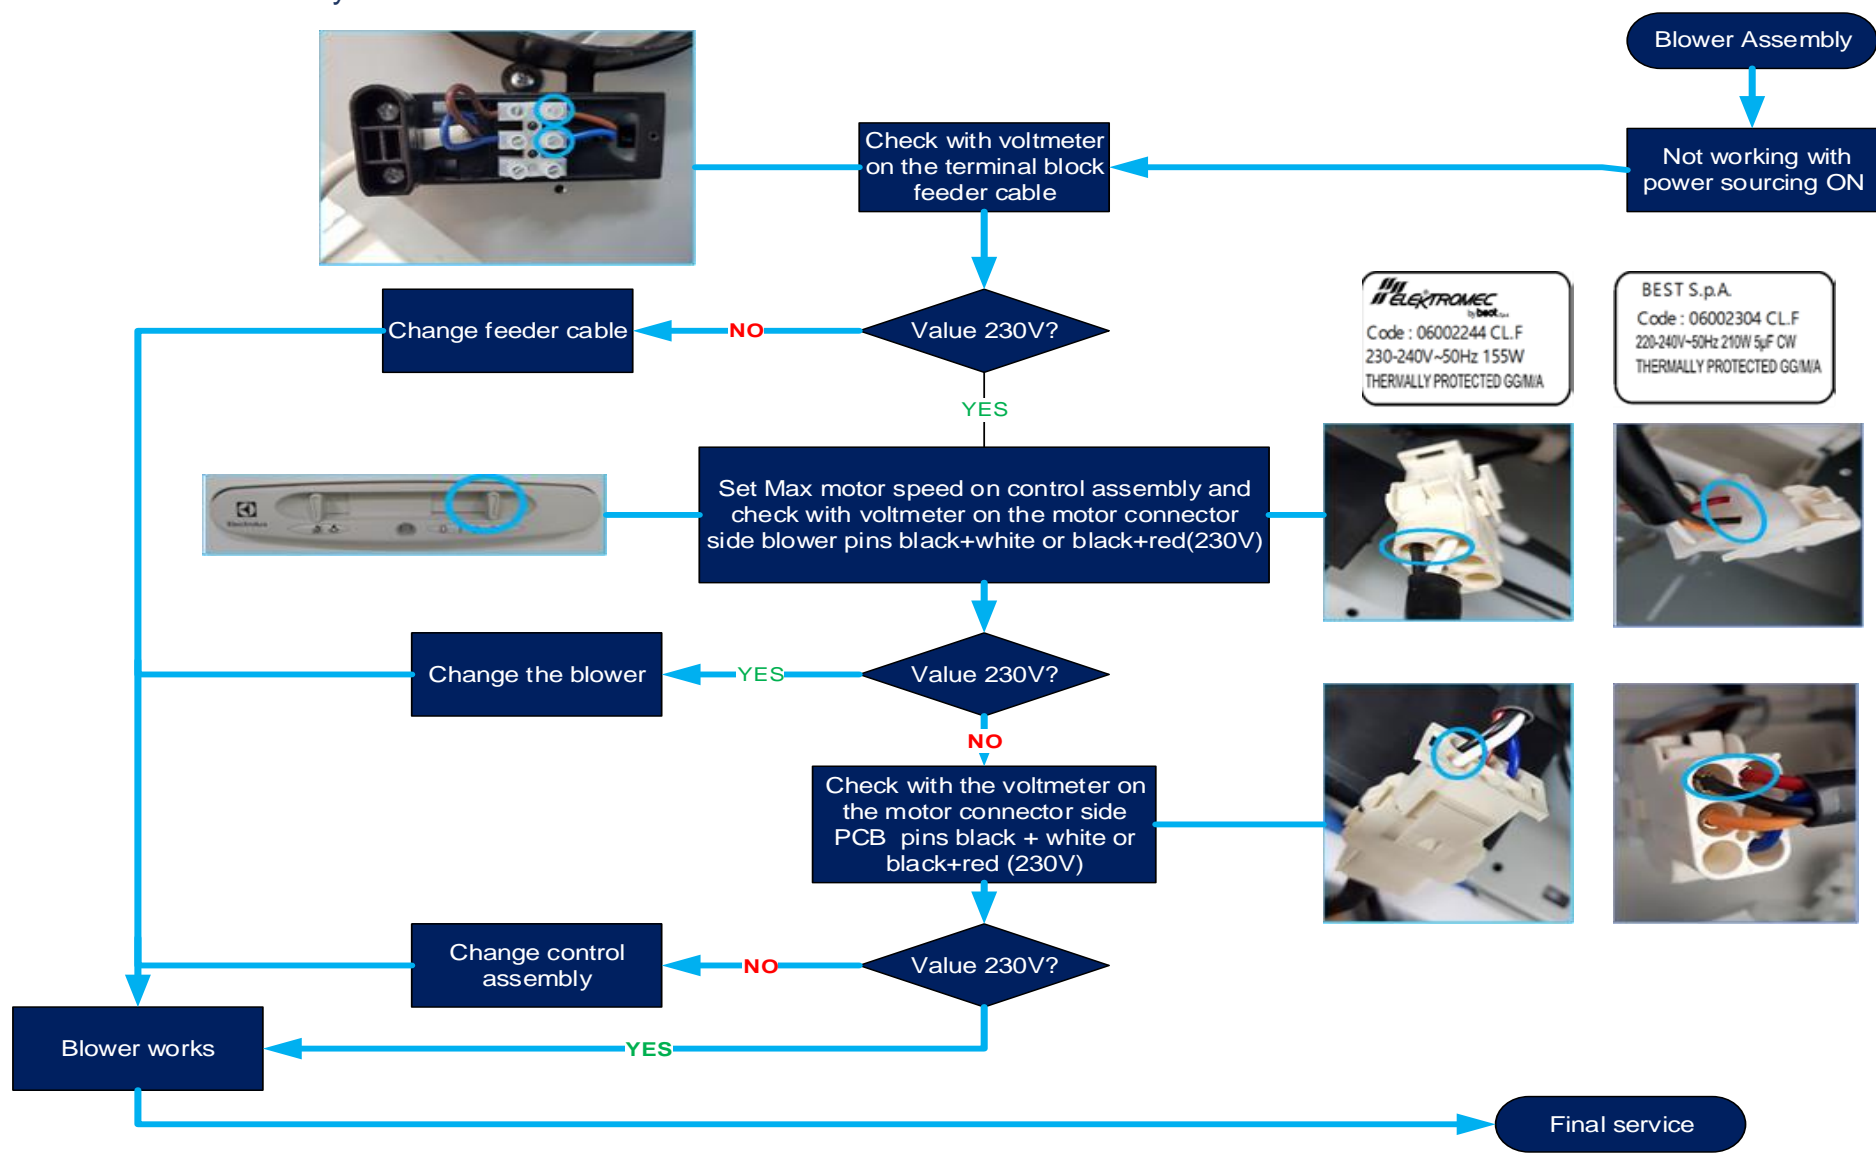 Blower Assembly
Not working with
power sourcing ON
Check with voltmeter
on the terminal block
feeder cable
Value 230V?
NO
Change feeder cable
YES
ELEKTROMEC
by best
Code : 06002244 CL.F
230-240V~50Hz 155W
THERMALLY PROTECTED GG/M/A
BEST S.p.A.
Code : 06002304 CL.F
220-240V~50Hz 210W 5µF CW
THERMALLY PROTECTED GG/M/A
Set Max motor speed on control assembly and
check with voltmeter on the motor connector
side blower pins black+white or black+red(230V)
Electrolux
Value 230V?
YES
Change the blower
NO
Check with the voltmeter on
the motor connector side
PCB pins black + white or
black+red (230V)
Value 230V?
NO
Change control
assembly
YES
Blower works
Final service